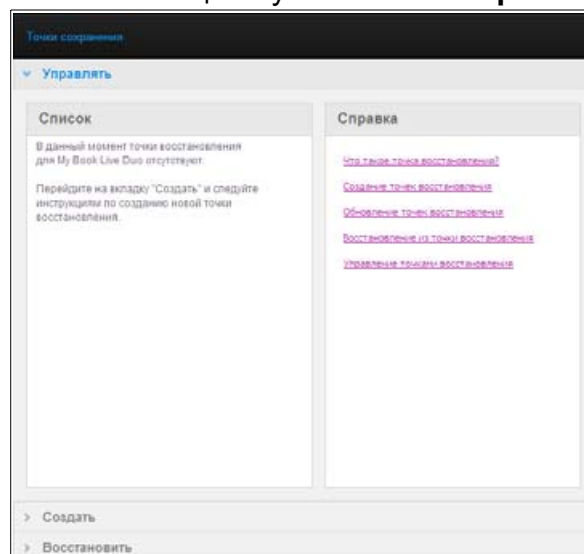 Точки сохранения
Управлять
Список
В данный момент точки восстановления
для My Book Live Duo отсутствуют.
Перейдите на вкладку "Создать" и следуйте
инструкциям по созданию новой точки
восстановления.
Справка
Что такое точка восстановления?
Создание точек восстановления
Обновление точек восстановления
Восстановление из точки восстановления
Управление точками восстановления
Создать
Восстановить